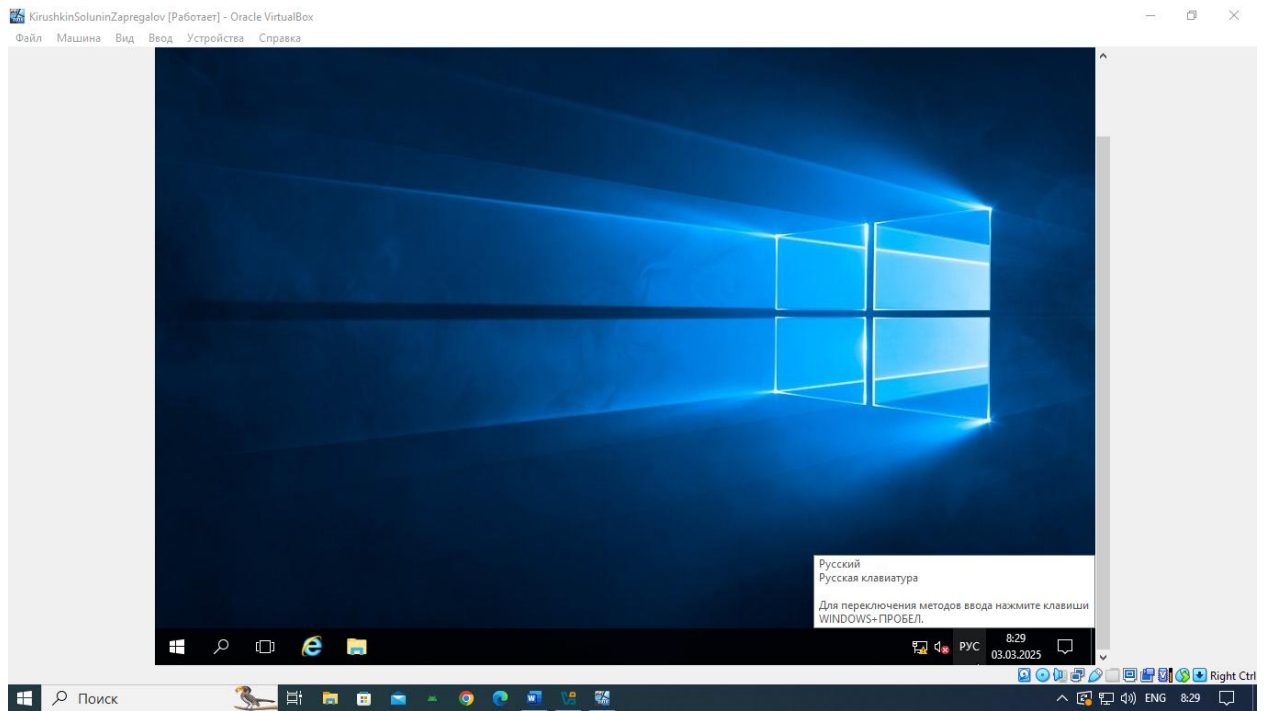 KirushkinSoluninZapregalov [Работает] - Oracle VirtualBox
Файл Машина Вид Ввод Устройства Справка
Русский
Русская клавиатура
Для переключения методов ввода нажмите клавиши
WINDOWS+ПРОБЕЛ.
РУС
8:29
03.03.2025
Right Ctrl
Поиск
ENG 8:29